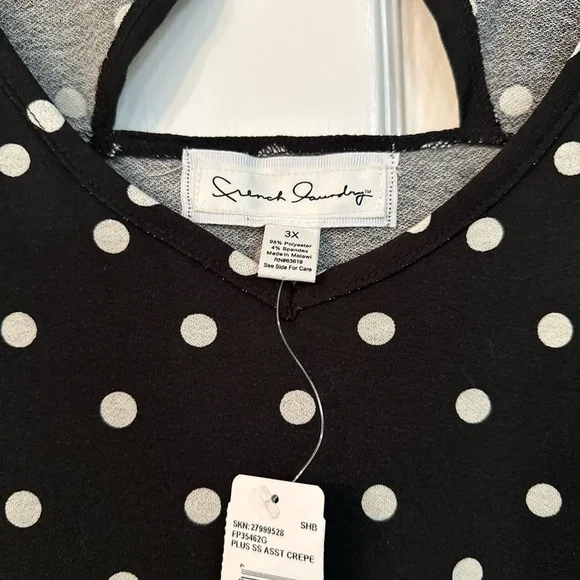 French Laundry™
3X
96% Polyester
4% Spandex
Made in Malawi
RN#63619
See Side For Care
SKN:27999528 SHB
FP35462G
PLUS SS ASST CREPE